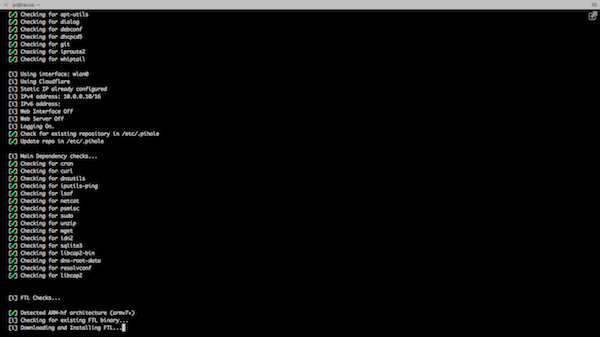 [✓] Checking for apt-utils
[✓] Checking for dialog
[✓] Checking for debconf
[✓] Checking for dhcpcd5
[✓] Checking for git
[✓] Checking for iproute2
[✓] Checking for whiptail
[i] Using interface: wlan0
[i] Using Cloudflare
[i] Static IP already configured
[i] IPv4 address: 10.0.0.10/16
[i] IPv6 address:
[i] Web Interface Off
[i] Web Server Off
[i] Logging On.
[✓] Check for existing repository in /etc/.pihole
[✓] Update repo in /etc/.pihole
[i] Main Dependency checks...
[✓] Checking for cron
[✓] Checking for curl
[✓] Checking for dnsutils
[✓] Checking for iputils-ping
[✓] Checking for lsof
[✓] Checking for netcat
[✓] Checking for psmisc
[✓] Checking for sudo
[✓] Checking for unzip
[✓] Checking for wget
[✓] Checking for idn2
[✓] Checking for sqlite3
[✓] Checking for libcap2-bin
[✓] Checking for dns-root-data
[✓] Checking for resolvconf
[✓] Checking for libcap2
[i] FTL Checks...
[✓] Detected ARM-hf architecture (armv7+)
[i] Checking for existing FTL binary...
[i] Downloading and Installing FTL...